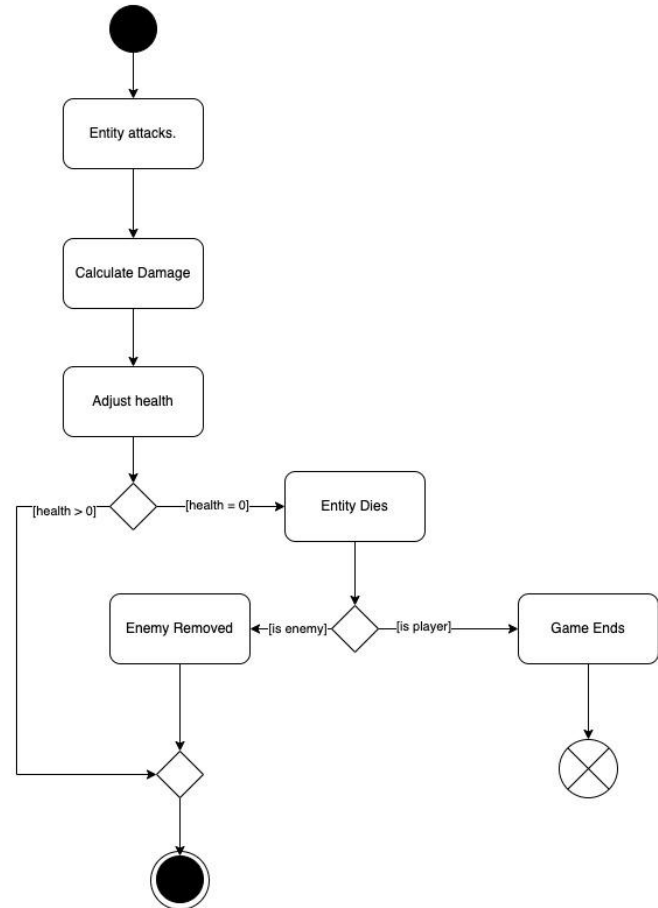 Entity attacks.
Calculate Damage
Adjust health
[health > 0]
[health = 0]
Entity Dies
Enemy Removed
[is enemy]
[is player]
Game Ends